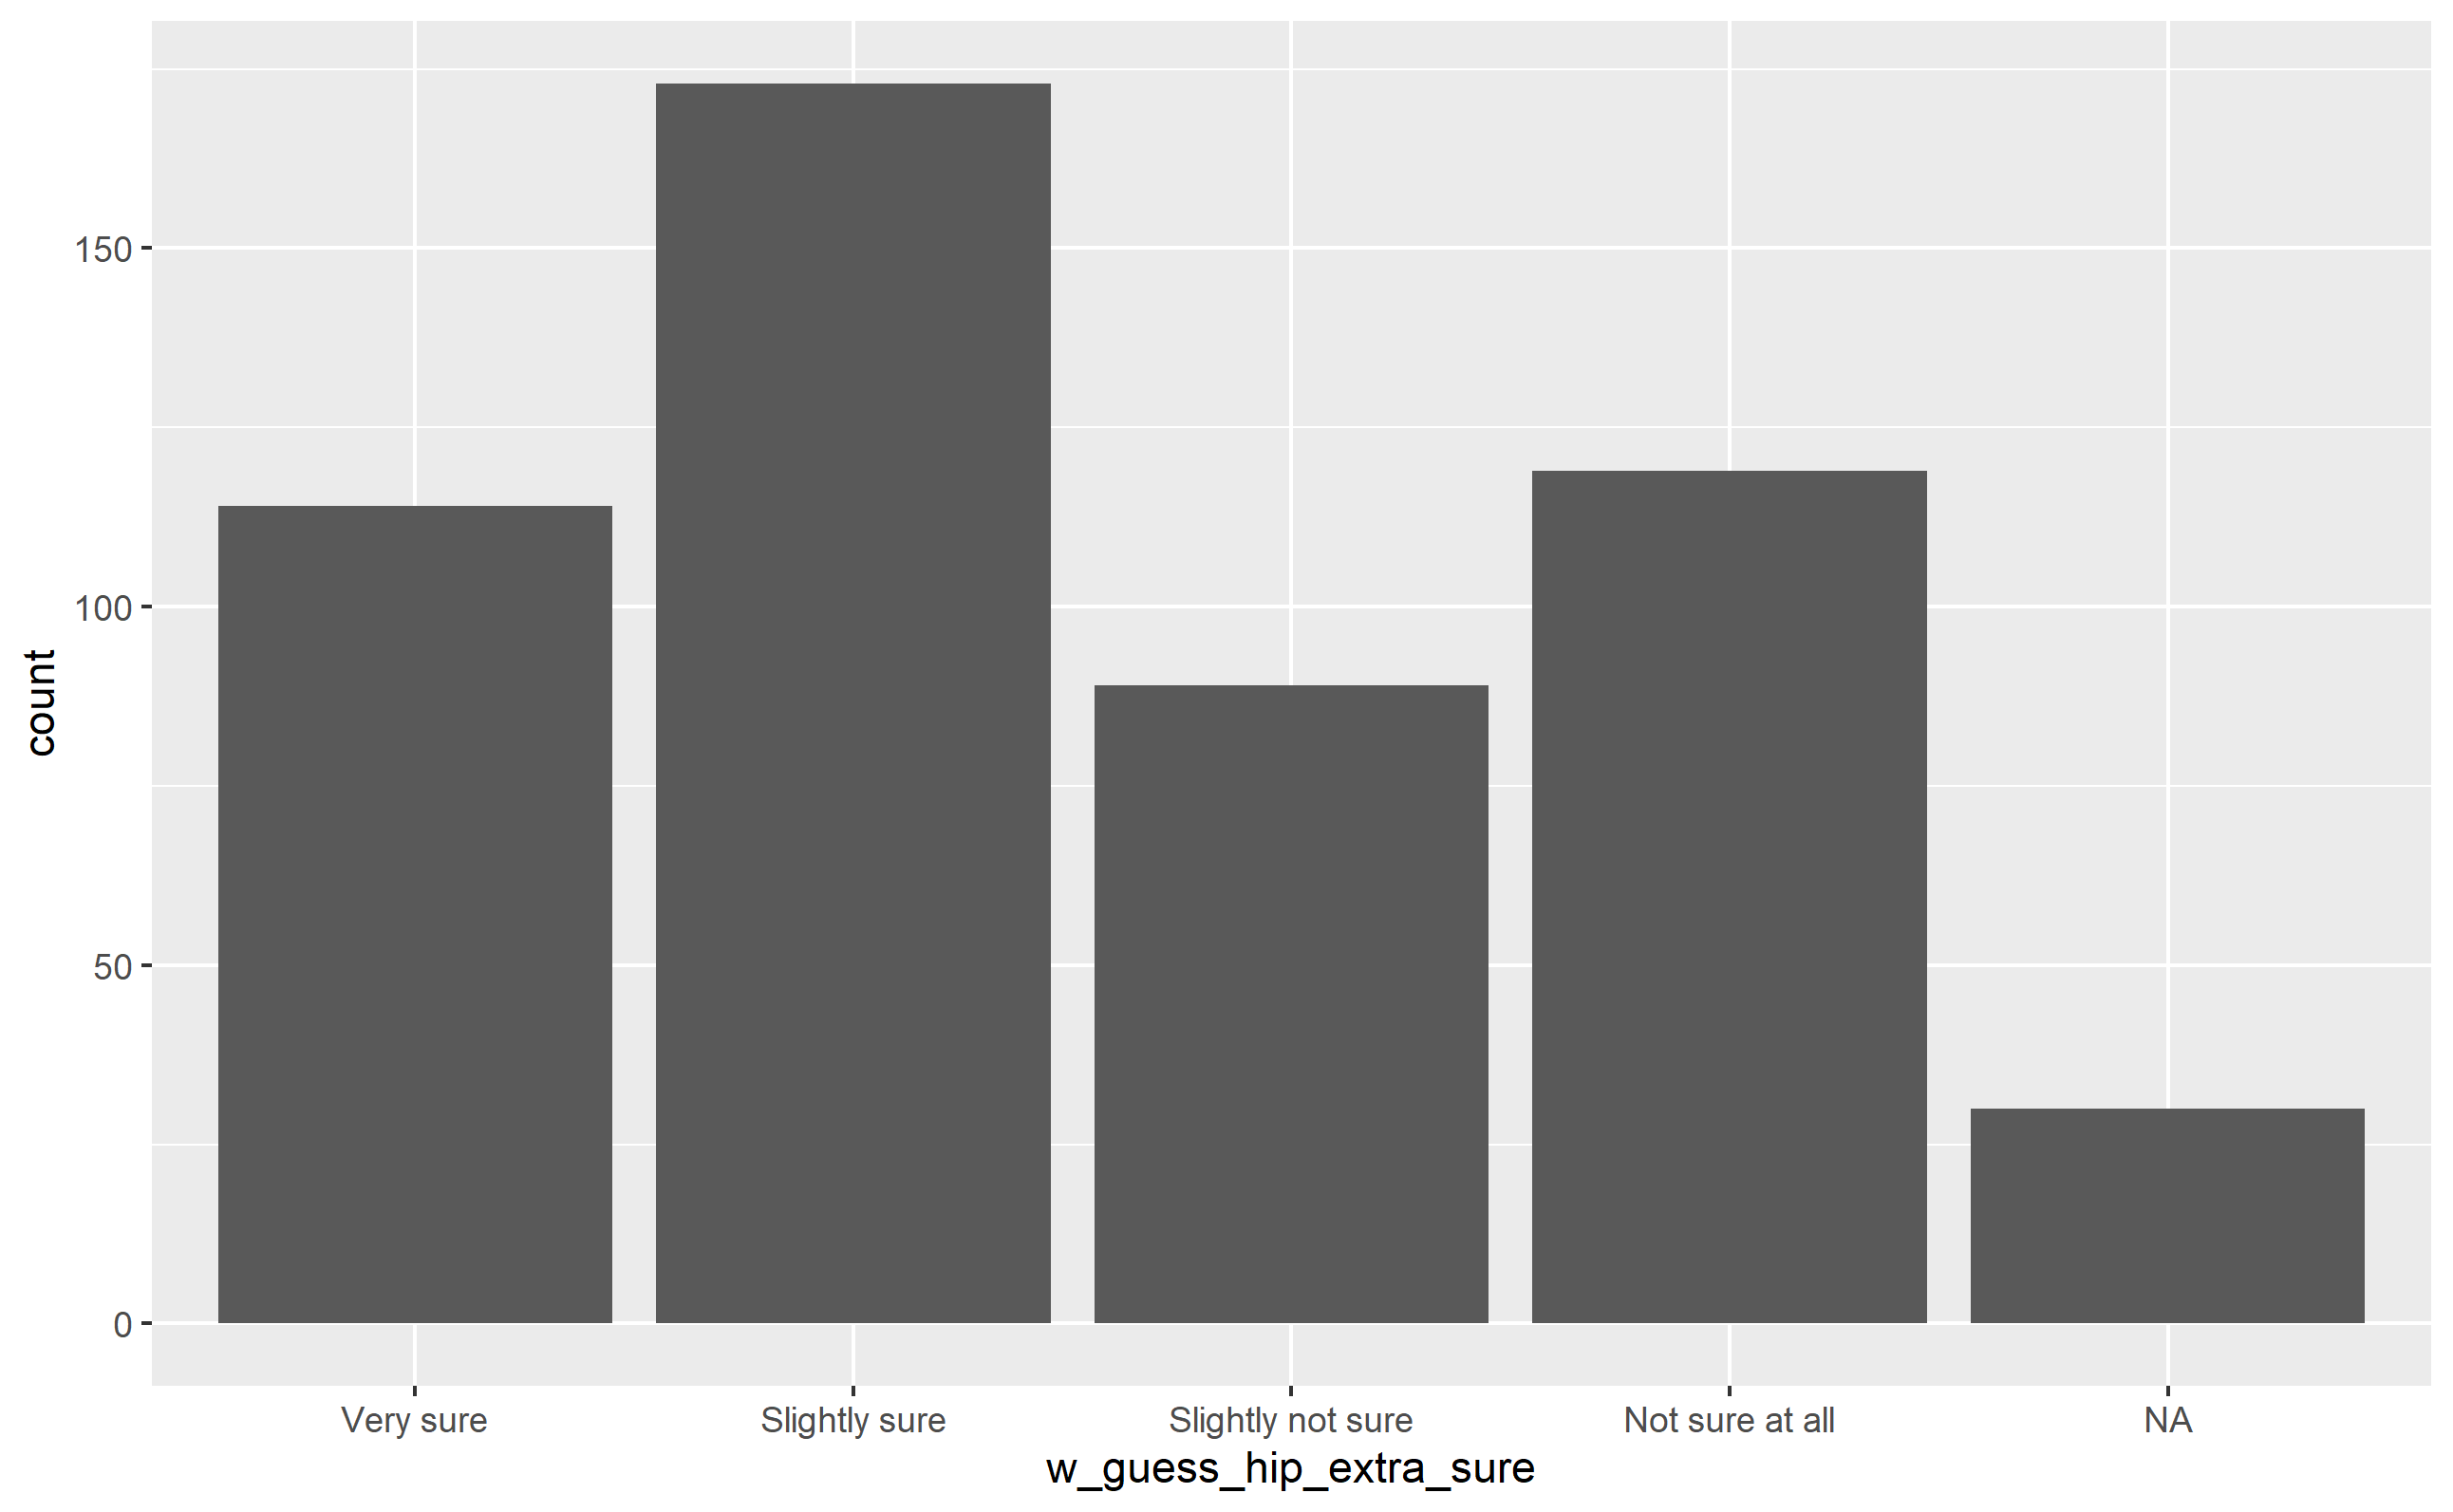 150
100
50
0
count
Very sure
Slightly sure
Slightly not sure
Not sure at all
NA
w_guess_hip_extra_sure